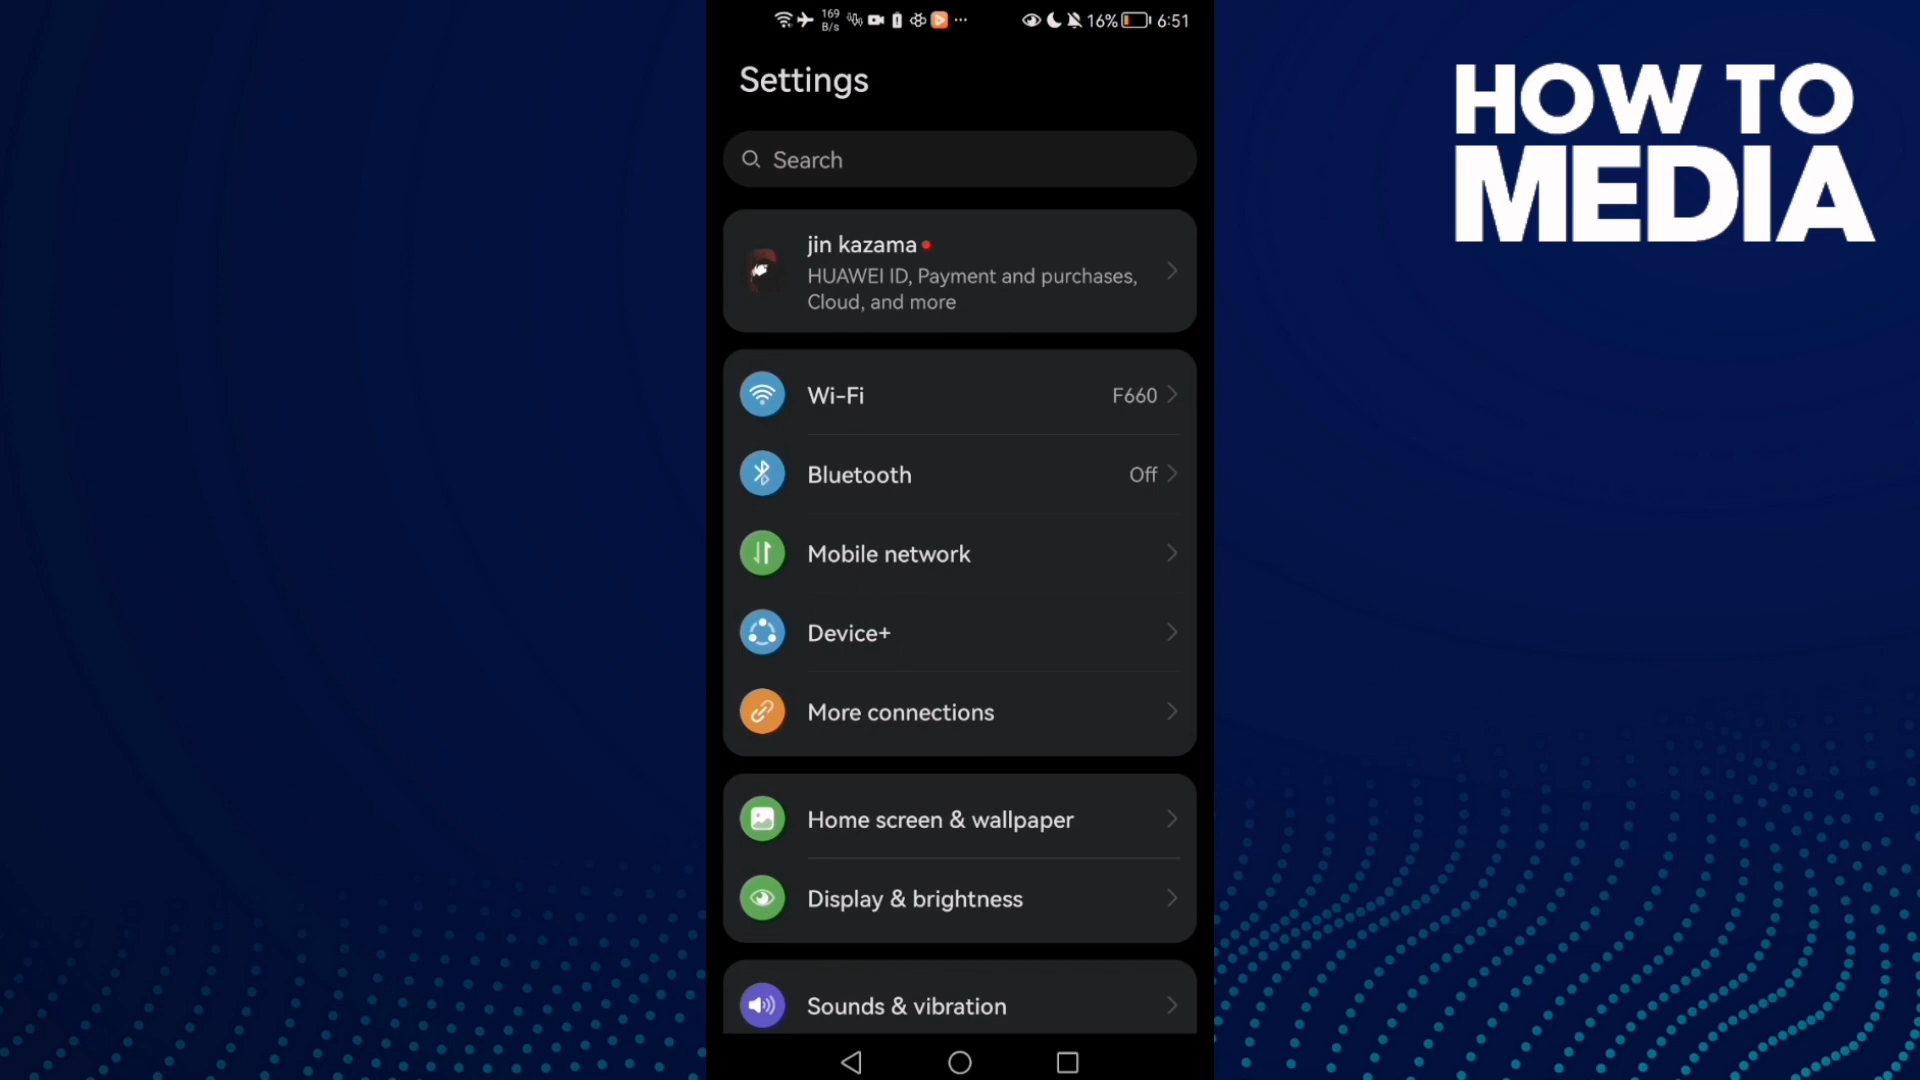 169
B/s
16%
6:51
Settings
HOW TO
MEDIA
Search
jin kazama
HUAWEI ID, Payment and purchases,
Cloud, and more
Wi-Fi F660
Bluetooth Off
Mobile network
Device+
More connections
Home screen & wallpaper
Display & brightness
Sounds & vibration